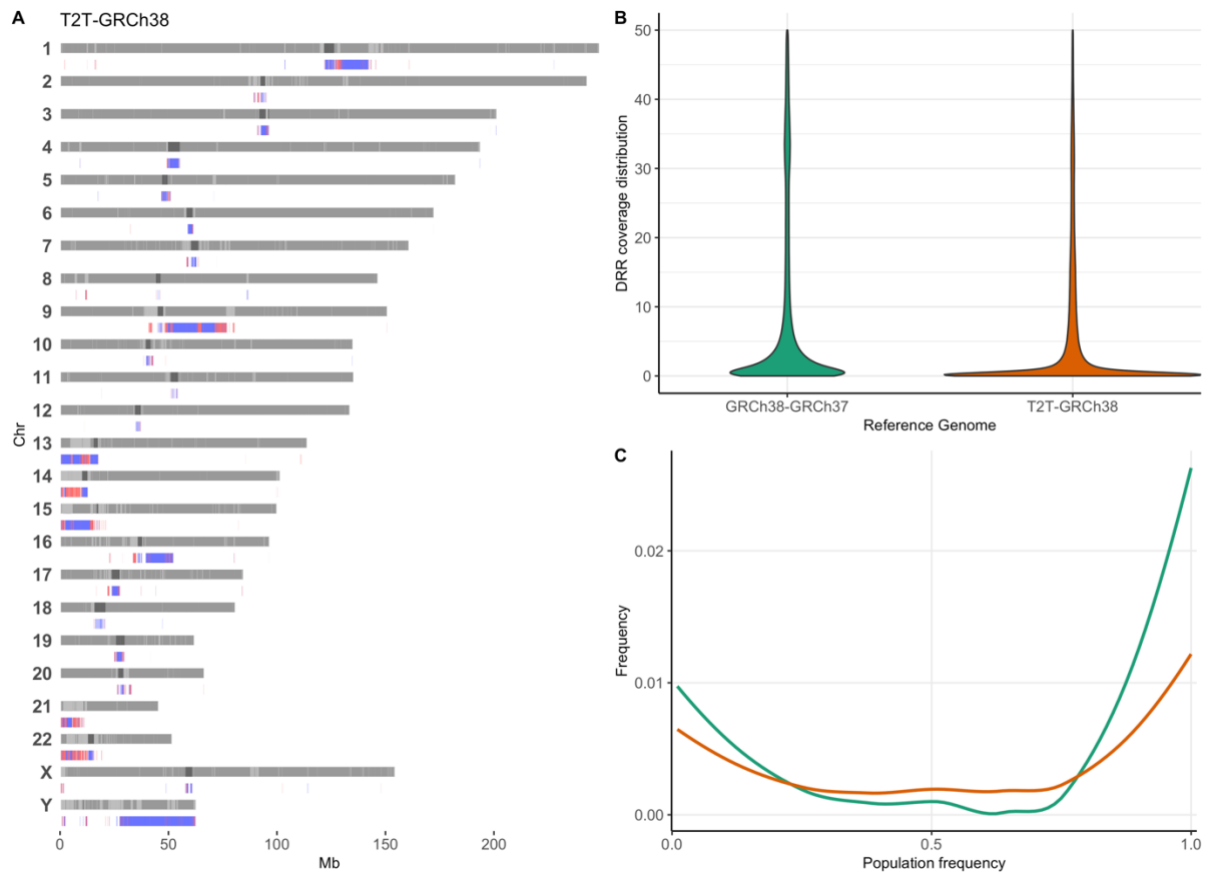 A
T2T-GRCh38
Chr
1
2
3
4
5
6
7
8
9
10
11
12
13
14
15
16
17
18
19
20
21
22
X
Y
0 50 100 150 200
Mb
B
DRR coverage distribution
50
40
30
20
10
0
GRCh38-GRCh37 T2T-GRCh38
Reference Genome
C
Frequency
0.02
0.01
0.00
0.0 0.5 1.0
Population frequency